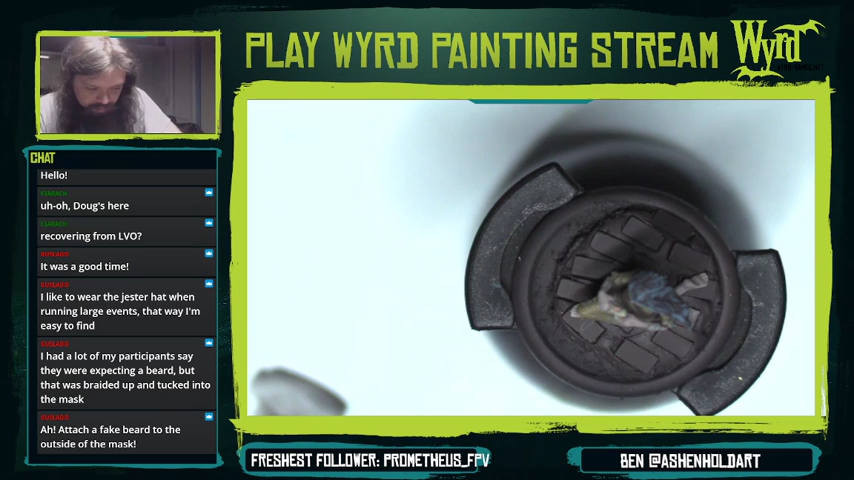 PLAY WYRD PAINTING STREAM
Wyrd
CHAT
Hello!
uh-oh, Doug's here
recovering from LVO?
It was a good time!
I like to wear the jester hat when
running large events, that way I'm
easy to find
I had a lot of my participants say
they were expecting a beard, but
that was braided up and tucked into
the mask
Ah! Attach a fake beard to the
outside of the mask!
FRESHEST FOLLOWER: PROMETHEUS_FPV
BEN @ASHENHOLDART